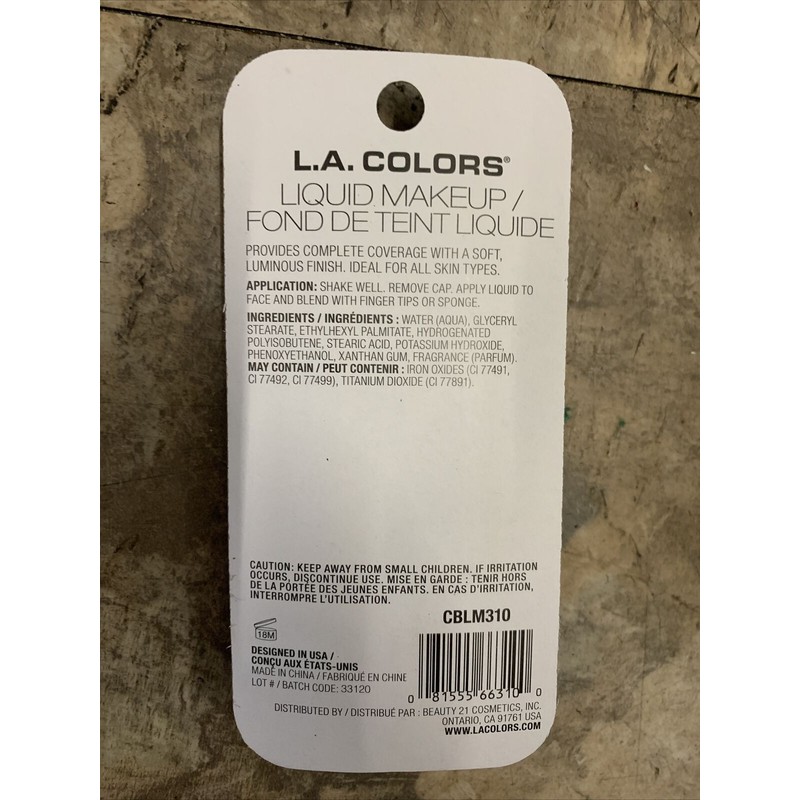 L.A. COLORS®
LIQUID MAKEUP /
FOND DE TEINT LIQUIDE
PROVIDES COMPLETE COVERAGE WITH A SOFT,
LUMINOUS FINISH. IDEAL FOR ALL SKIN TYPES.
APPLICATION: SHAKE WELL. REMOVE CAP. APPLY LIQUID TO
FACE AND BLEND WITH FINGER TIPS OR SPONGE.
INGREDIENTS / INGRÉDIENTS : WATER (AQUA), GLYCERYL
STEARATE, ETHYLHEXYL PALMITATE, HYDROGENATED
POLYISOBUTENE, STEARIC ACID, POTASSIUM HYDROXIDE,
PHENOXYETHANOL, XANTHAN GUM, FRAGRANCE (PARFUM).
MAY CONTAIN / PEUT CONTENIR : IRON OXIDES (CI 77491,
CI 77492, CI 77499), TITANIUM DIOXIDE (CI 77891).
CAUTION: KEEP AWAY FROM SMALL CHILDREN. IF IRRITATION
OCCURS, DISCONTINUE USE. MISE EN GARDE : TENIR HORS
DE LA PORTÉE DES JEUNES ENFANTS. EN CAS D'IRRITATION,
INTERROMPRE L'UTILISATION.
CBLM310
18M
DESIGNED IN USA /
CONÇU AUX ÉTATS-UNIS
MADE IN CHINA / FABRIQUÉ EN CHINE
LOT # / BATCH CODE: 33120
0 81555 66310 0
DISTRIBUTED BY / DISTRIBUÉ PAR : BEAUTY 21 COSMETICS, INC.
ONTARIO, CA 91761 USA
WWW.LACOLORS.COM